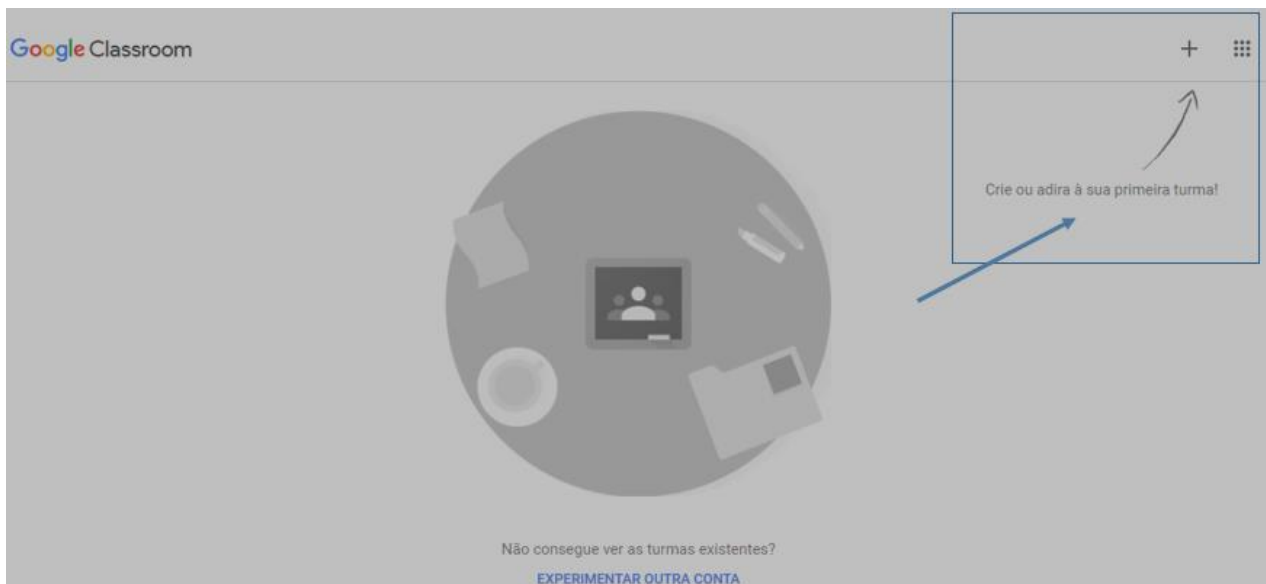 Google Classroom
Crie ou adira à sua primeira turma!
Não consegue ver as turmas existentes?
EXPERIMENTAR OUTRA CONTA